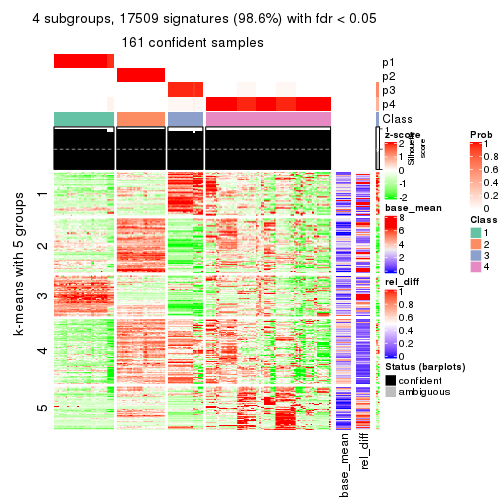 4 subgroups, 17509 signatures (98.6%) with fdr < 0.05
161 confident samples
p1
p2
p3
p4
Class
1
Silhouette
score
k-means with 5 groups
1
2
3
4
5
base_mean
rel_diff
z-score
2
1
0
-1
-2
base_mean
8
6
4
2
0
rel_diff
1
0.8
0.6
0.4
0.2
0
Status (barplots)
confident
ambiguous
Prob
1
0.8
0.6
0.4
0.2
0
Class
1
2
3
4